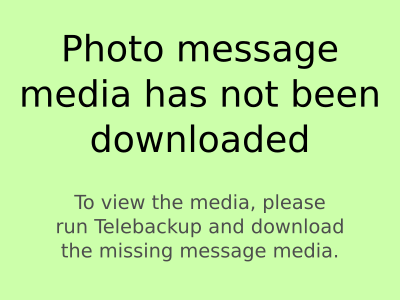 Photo message
media has not been
downloaded
To view the media, please
run Telebackup and download
the missing message media.